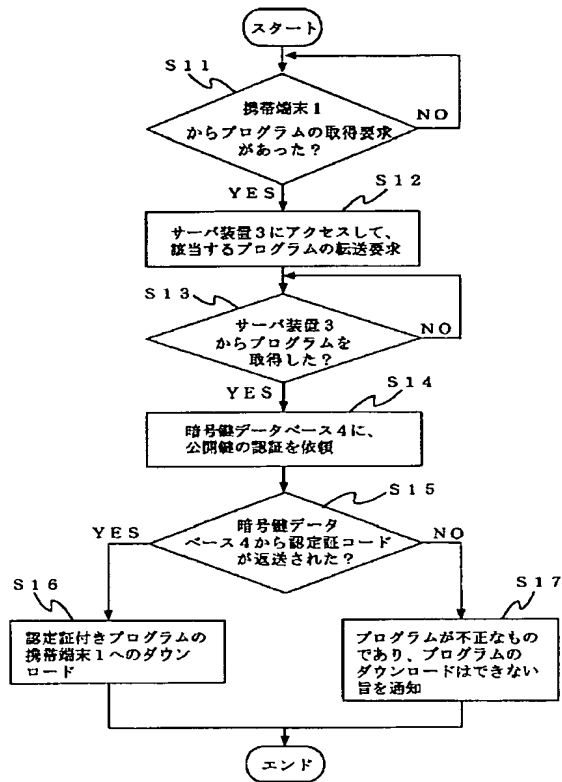 スタート
S11
携帯端末1
からプログラムの取得要求
があった?
NO
YES
S12
サーバ装置3にアクセスして、
該当するプログラムの転送要求
S13
サーバ装置3
からプログラムを
取得した?
NO
YES
S14
暗号鍵データベース4に、
公開鍵の認証を依頼
S15
暗号鍵データ
ベース4から認定証コード
が返送された?
YES
NO
S16
認定証付きプログラムの
携帯端末1へのダウン
ロード
S17
プログラムが不正なもの
であり、プログラムの
ダウンロードはできない
旨を通知
エンド